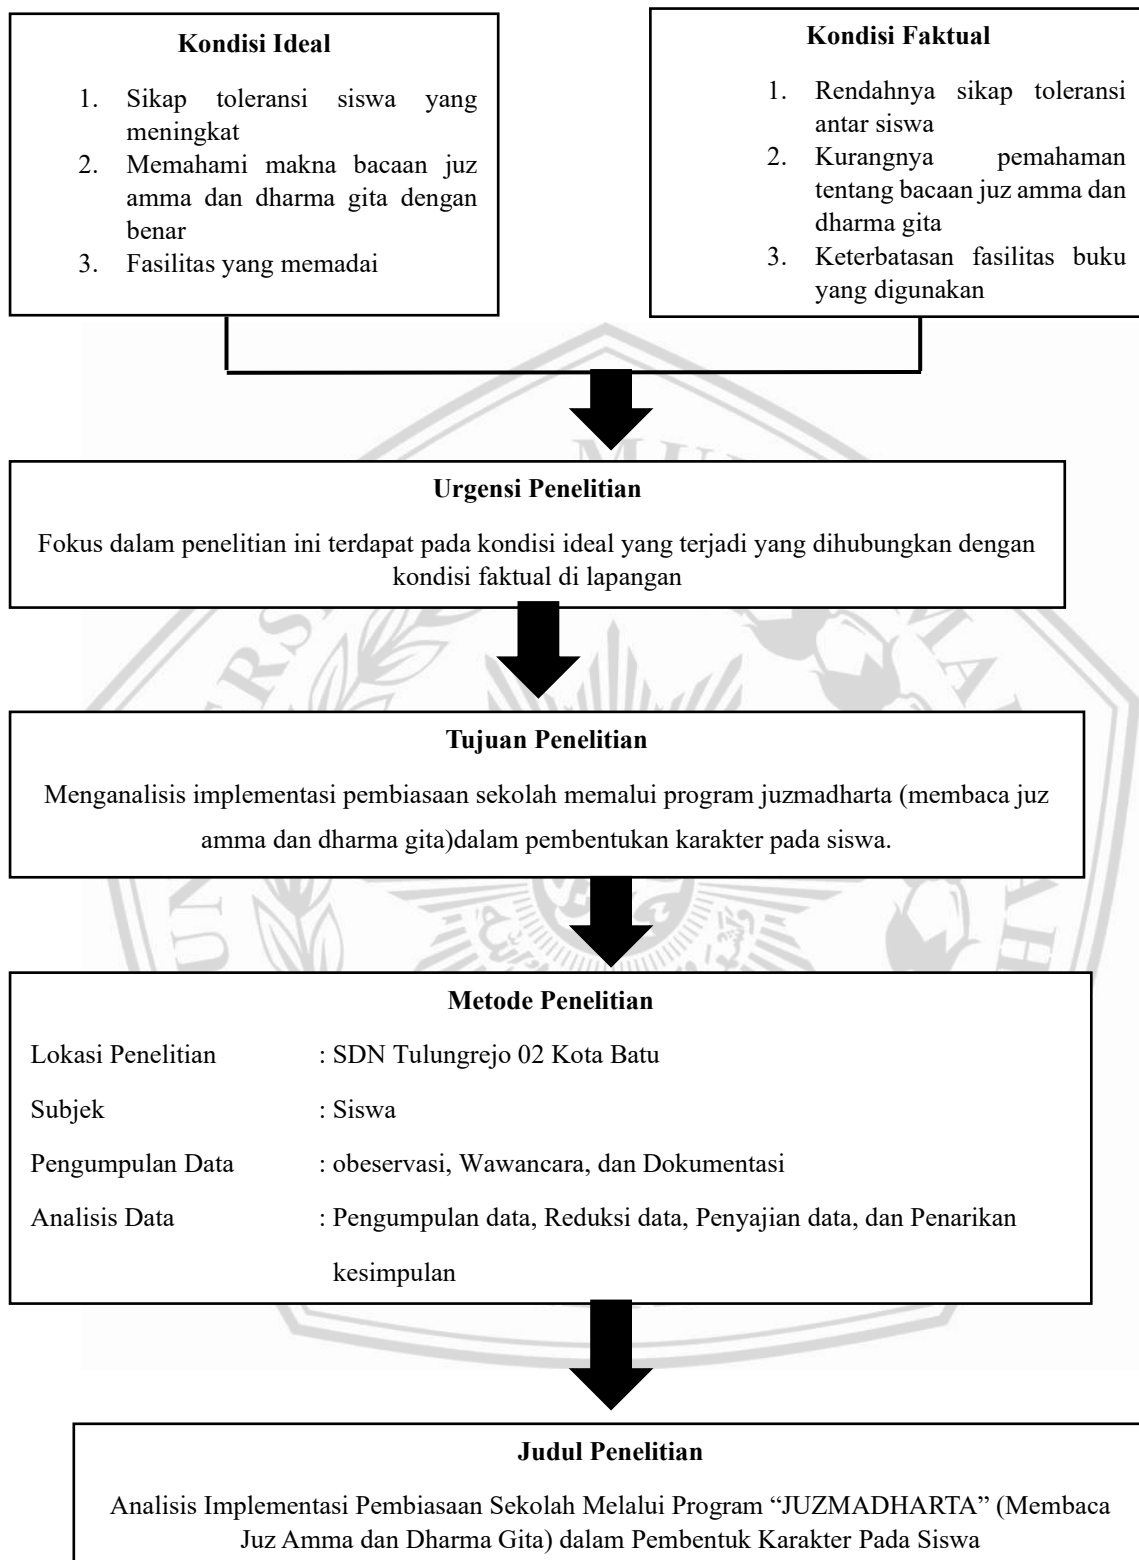 Kondisi Ideal
1. Sikap toleransi siswa yang
meningkat
2. Memahami makna bacaan juz
amma dan dharma gita dengan
benar
3. Fasilitas yang memadai
Kondisi Faktual
1. Rendahnya sikap toleransi
antar siswa
2. Kurangnya pemahaman
tentang bacaan juz amma dan
dharma gita
3. Keterbatasan fasilitas buku
yang digunakan
Urgensi Penelitian
Fokus dalam penelitian ini terdapat pada kondisi ideal yang terjadi yang dihubungkan dengan
kondisi faktual di lapangan
Tujuan Penelitian
Menganalisis implementasi pembiasaan sekolah memalui program juzmadharta (membaca juz
amma dan dharma gita)dalam pembentukan karakter pada siswa.
Metode Penelitian
Lokasi Penelitian : SDN Tulungrejo 02 Kota Batu
Subjek : Siswa
Pengumpulan Data : obeservasi, Wawancara, dan Dokumentasi
Analisis Data : Pengumpulan data, Reduksi data, Penyajian data, dan Penarikan
kesimpulan
Judul Penelitian
Analisis Implementasi Pembiasaan Sekolah Melalui Program “JUZMADHARTA” (Membaca
Juz Amma dan Dharma Gita) dalam Pembentuk Karakter Pada Siswa